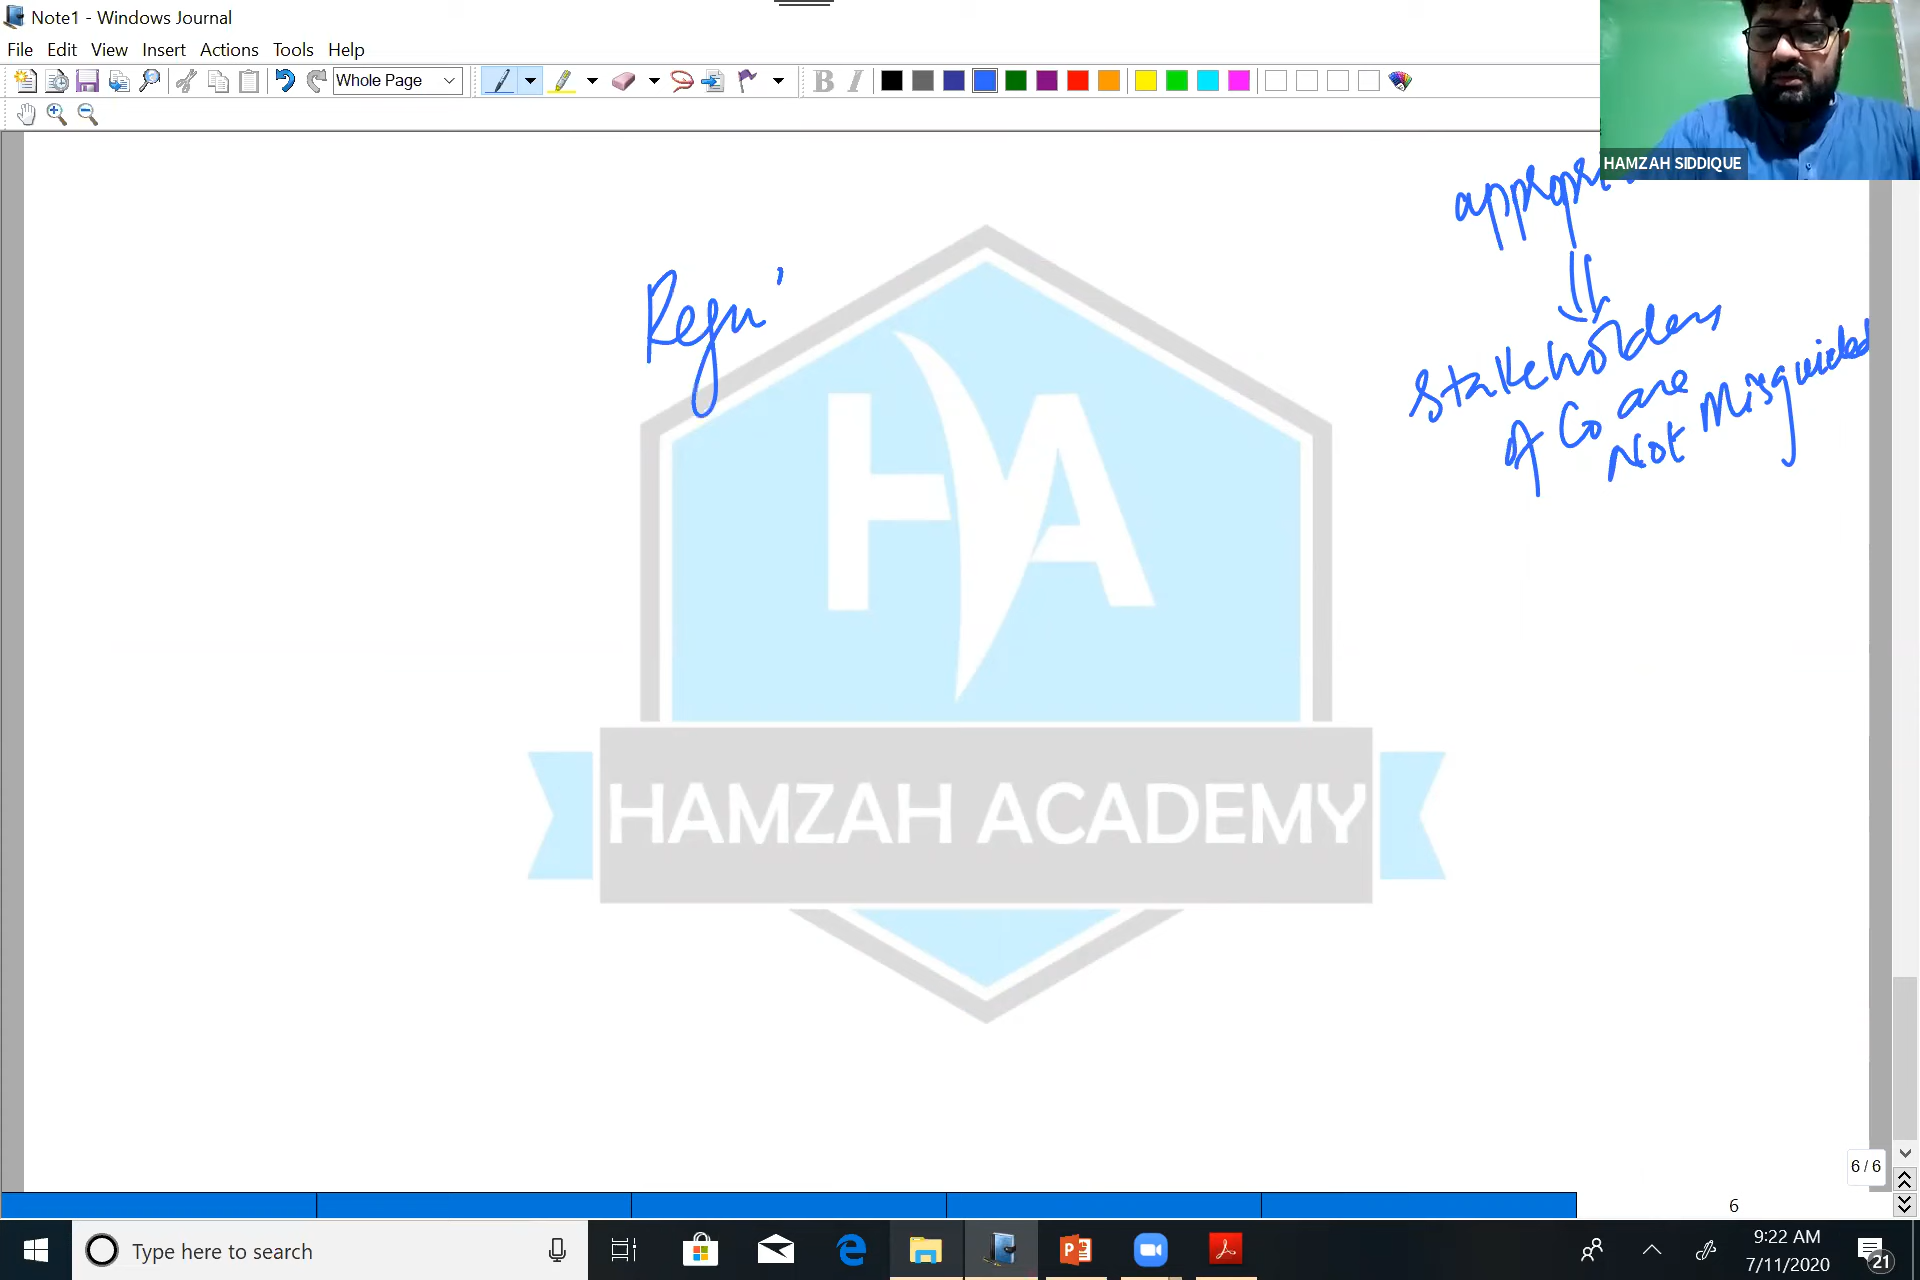 Note1 - Windows Journal
File Edit View Insert Actions Tools Help
Whole Page
B I
HAMZAH SIDDIQUE
Regu
stakeholders
of Co are
Not Misguided
HA
HAMZAH ACADEMY
6 / 6
6
Type here to search
9:22 AM
7/11/2020
21